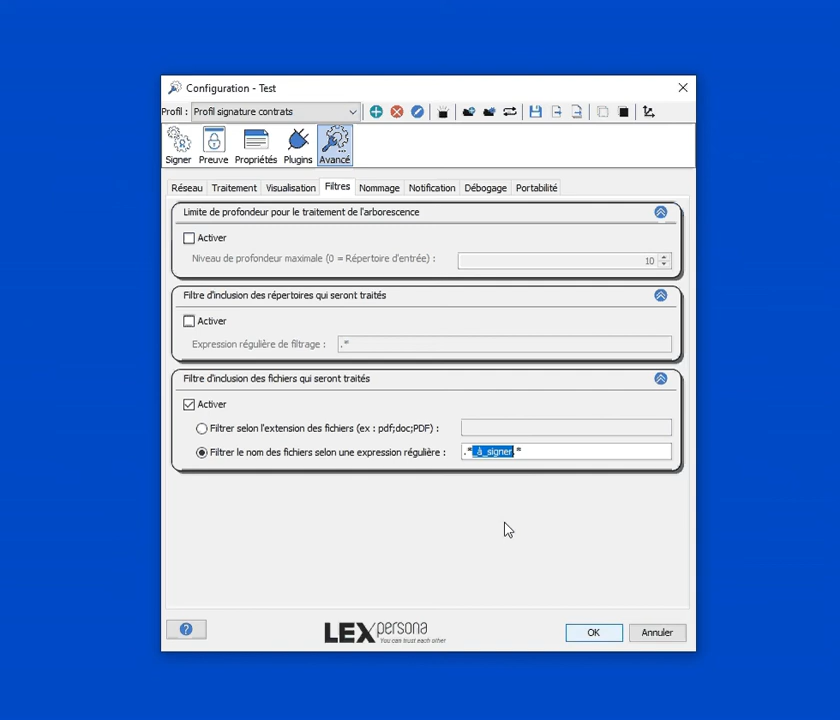 Configuration - Test
Profil : Profil signature contrats
Signer Preuve Propriétés Plugins Avancé
Réseau Traitement Visualisation Filtres Nommage Notification Débogage Portabilité
Limite de profondeur pour le traitement de l'arborescence
Activer
Niveau de profondeur maximale (0 = Répertoire d'entrée) : 10
Filtre d'inclusion des répertoires qui seront traités
Activer
Expression régulière de filtrage : .*
Filtre d'inclusion des fichiers qui seront traités
Activer
Filtrer selon l'extension des fichiers (ex : pdf;doc;PDF) :
Filtrer le nom des fichiers selon une expression régulière : .*_à_signer.*
? LEX persona OK Annuler
You can trust each other